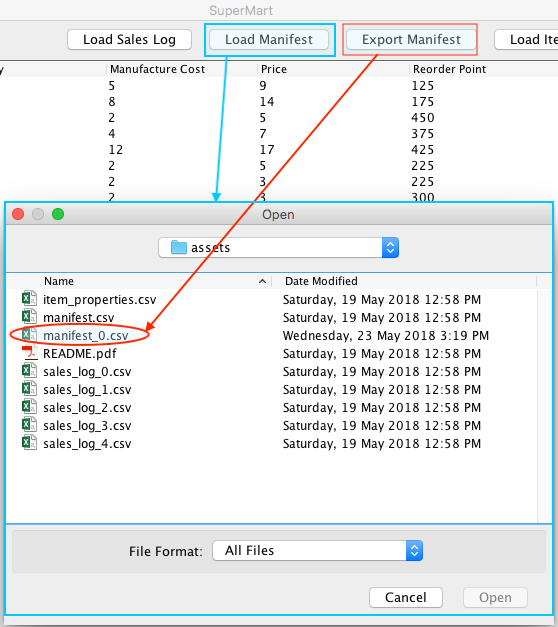 SuperMart
Load Sales Log Load Manifest Export Manifest Load Ite
y Manufacture Cost Price Reorder Point
5 9 125
8 14 175
2 5 450
4 7 375
12 17 425
2 5 225
2 3 225
2 3 300
Open
assets
Name Date Modified
item_properties.csv Saturday, 19 May 2018 12:58 PM
manifest.csv Saturday, 19 May 2018 12:58 PM
manifest_0.csv Wednesday, 23 May 2018 3:19 PM
README.pdf Saturday, 19 May 2018 12:58 PM
sales_log_0.csv Saturday, 19 May 2018 12:58 PM
sales_log_1.csv Saturday, 19 May 2018 12:58 PM
sales_log_2.csv Saturday, 19 May 2018 12:58 PM
sales_log_3.csv Saturday, 19 May 2018 12:58 PM
sales_log_4.csv Saturday, 19 May 2018 12:58 PM
File Format: All Files
Cancel Open